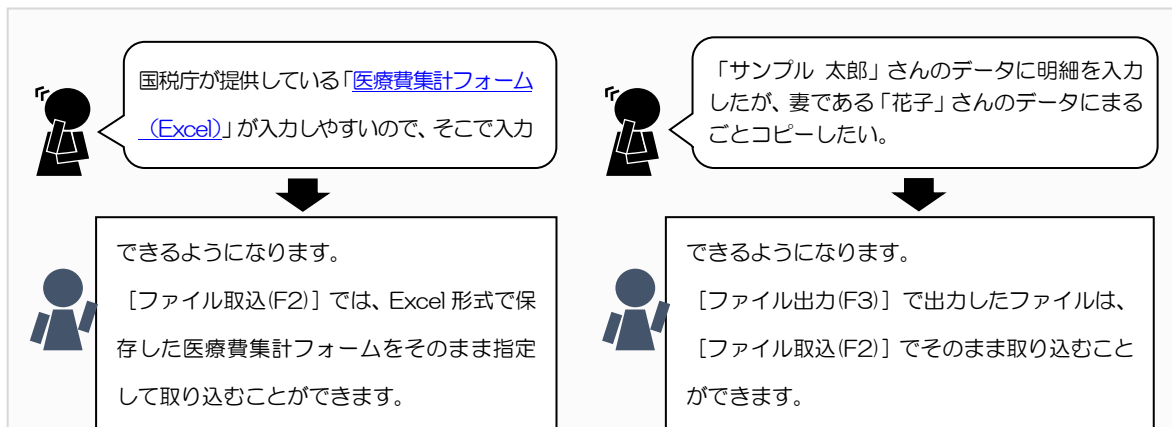 国税庁が提供している「医療費集計フォーム
（Excel）」が入力しやすいので、そこで入力
できるようになります。
［ファイル取込(F2)］では、Excel 形式で保
存した医療費集計フォームをそのまま指定
して取り込むことができます。
「サンプル 太郎」さんのデータに明細を入力
したが、妻である「花子」さんのデータにまる
ごとコピーしたい。
できるようになります。
［ファイル出力(F3)］で出力したファイルは、
［ファイル取込(F2)］でそのまま取り込むこと
ができます。